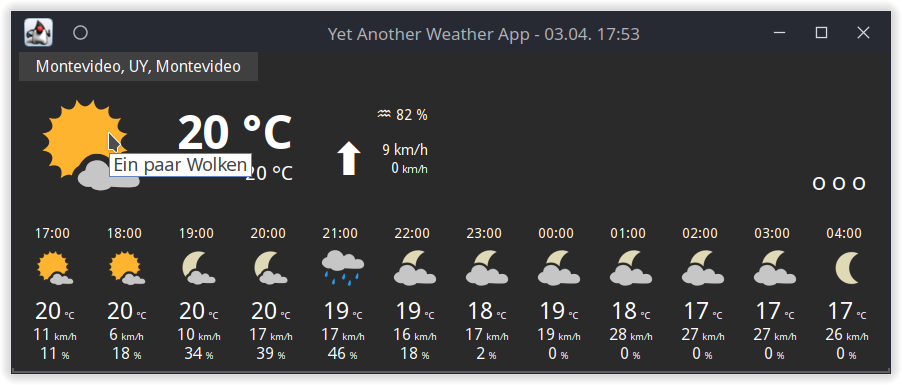 Yet Another Weather App - 03.04. 17:53
Montevideo, UY, Montevideo
20 °C
82 %
9 km/h
Ein paar Wolken
20 °C
0 km/h
17:00 18:00 19:00 20:00 21:00 22:00 23:00 00:00 01:00 02:00 03:00 04:00
20 °C 20 °C 20 °C 20 °C 19 °C 19 °C 18 °C 19 °C 18 °C 17 °C 17 °C 17 °C
11 km/h 6 km/h 10 km/h 17 km/h 17 km/h 16 km/h 17 km/h 19 km/h 28 km/h 27 km/h 27 km/h 26 km/h
11 % 18 % 34 % 39 % 46 % 18 % 2 % 0 % 0 % 0 % 0 % 0 %